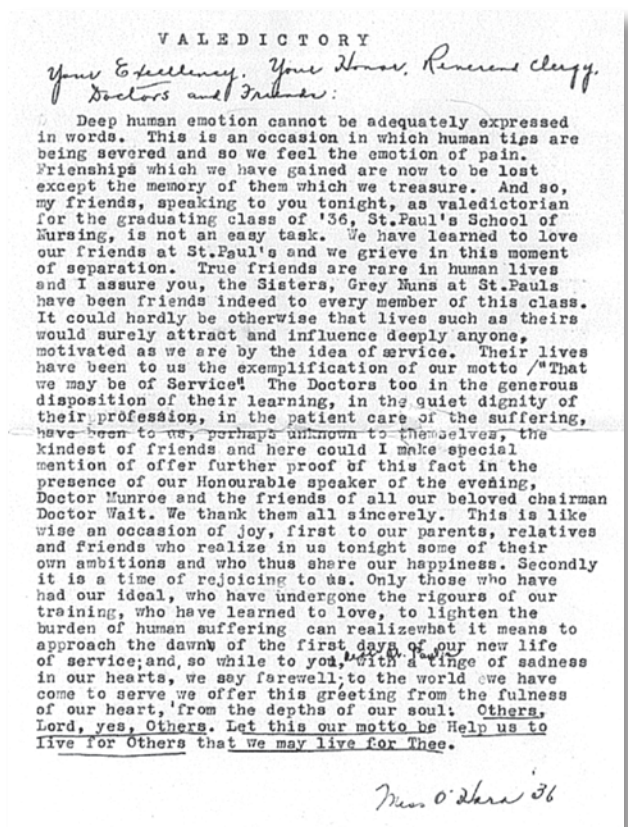 VALEDICTORY
Your Excellency, Your Honor, Reverend Clergy,
Doctors and Friends:
Deep human emotion cannot be adequately expressed
in words. This is an occasion in which human ties are
being severed and so we feel the emotion of pain.
Frienships which we have gained are now to be lost
except the memory of them which we treasure. And so,
my friends, speaking to you tonight, as valedictorian
for the graduating class of '36, St.Paul's School of
Nursing, is not an easy task. We have learned to love
our friends at St.Paul's and we grieve in this moment
of separation. True friends are rare in human lives
and I assure you, the Sisters, Grey Nuns at St.Pauls
have been friends indeed to every member of this class.
It could hardly be otherwise that lives such as theirs
would surely attract and influence deeply anyone,
motivated as we are by the idea of service. Their lives
have been to us the exemplification of our motto /"That
we may be of Service". The Doctors too in the generous
disposition of their learning, in the quiet dignity of
their profession, in the patient care of the suffering,
have been to us, perhaps unknown to themselves, the
kindest of friends and here could I make special
mention of offer further proof of this fact in the
presence of our Honourable speaker of the evening,
Doctor Munroe and the friends of all our beloved chairman
Doctor Wait. We thank them all sincerely. This is like
wise an occasion of joy, first to our parents, relatives
and friends who realize in us tonight some of their
own ambitions and who thus share our happiness. Secondly
it is a time of rejoicing to us. Only those who have
had our ideal, who have undergone the rigours of our
training, who have learned to love, to lighten the
burden of human suffering can realizewhat it means to
approach the dawn of the first days of our new life
of service;and, so while to you, St. Paul's with a tinge of sadness
in our hearts, we say farewell;to the world we have
come to serve we offer this greeting from the fulness
of our heart, from the depths of our soul: Others,
Lord, yes, Others. Let this our motto be Help us to
live for Others that we may live for Thee.
Miss O'Hara '36